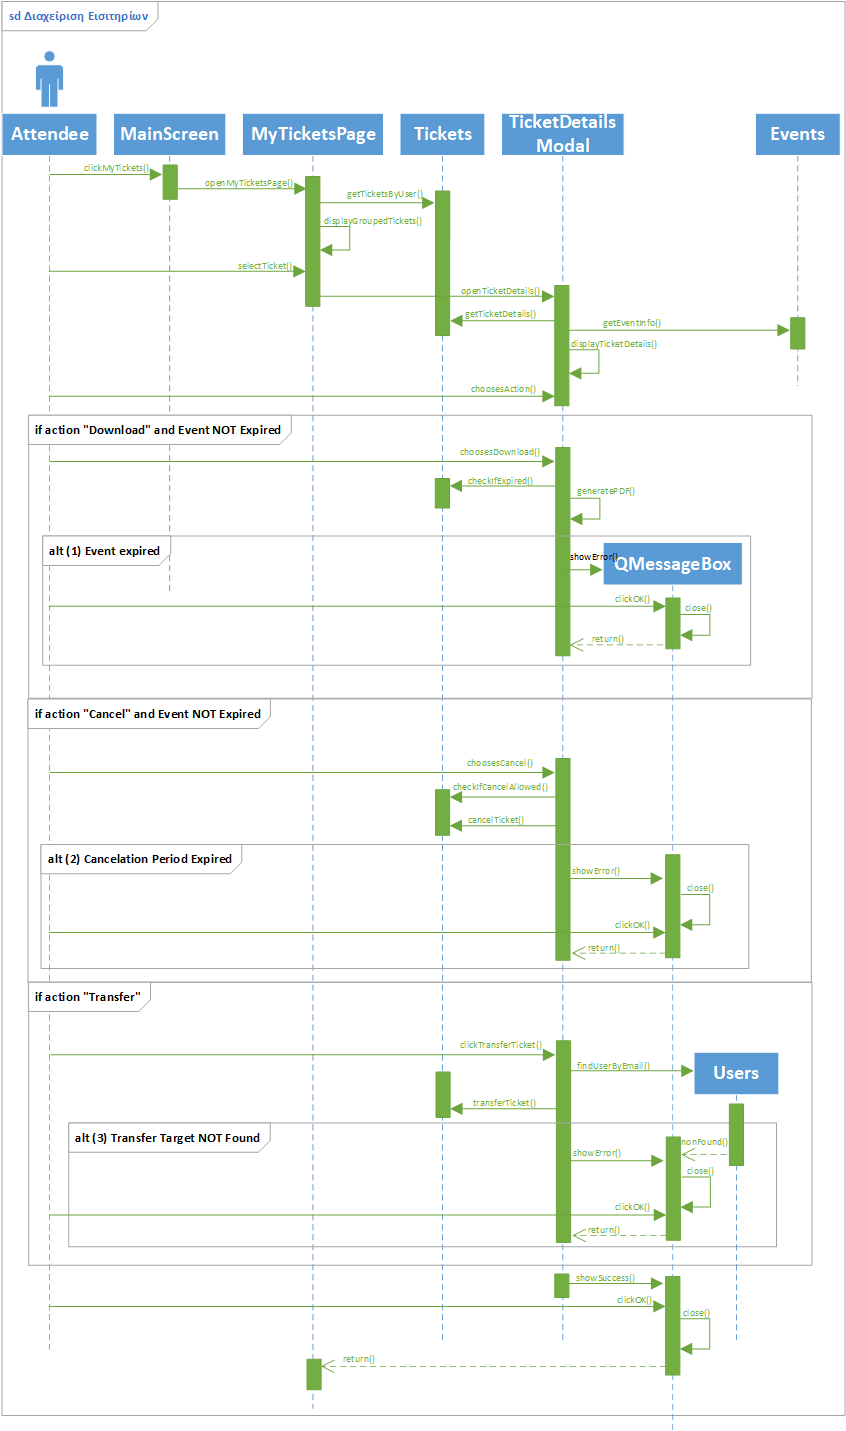 sd Διαχείριση Εισιτηρίων
Attendee
MainScreen
MyTicketsPage
Tickets
TicketDetails
Modal
Events
clickMyTickets()
openMyTicketsPage()
getTicketsByUser()
displayGroupedTickets()
selectTicket()
openTicketDetails()
getTicketDetails()
getEventInfo()
displayTicketDetails()
choosesAction()
if action "Download" and Event NOT Expired
choosesDownload()
checkIfExpired()
generatePDF()
alt (1) Event expired
showError()
QMessageBox
clickOK()
close()
return()
if action "Cancel" and Event NOT Expired
choosesCancel()
checkIfCancelAllowed()
cancelTicket()
alt (2) Cancelation Period Expired
showError()
close()
clickOK()
return()
if action "Transfer"
clickTransferTicket()
findUserByEmail()
Users
transferTicket()
alt (3) Transfer Target NOT Found
nonFound()
showError()
close()
clickOK()
return()
showSuccess()
clickOK()
close()
return()